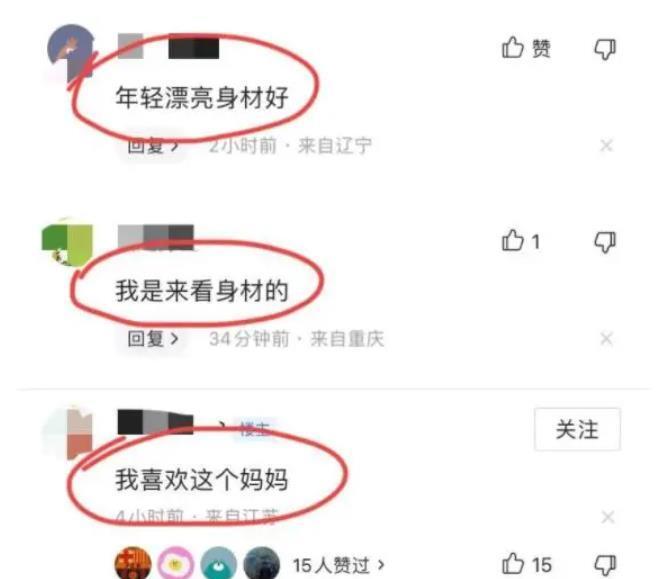 赞
年轻漂亮身材好
回复 > 2小时前 · 来自辽宁
1
我是来看身材的
回复 > 34分钟前 · 来自重庆
楼主 关注
我喜欢这个妈妈
4小时前 · 来自江苏
15人赞过 > 15